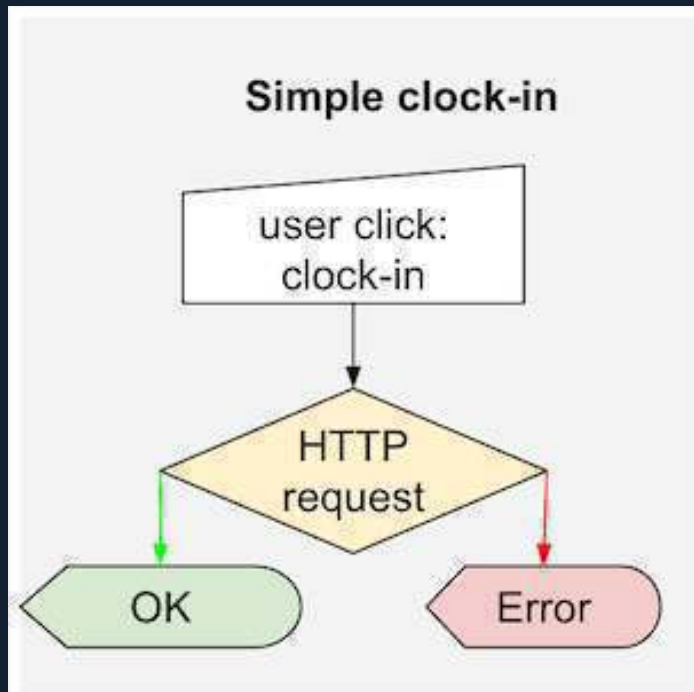 Simple clock-in
user click:
clock-in
HTTP
request
OK
Error